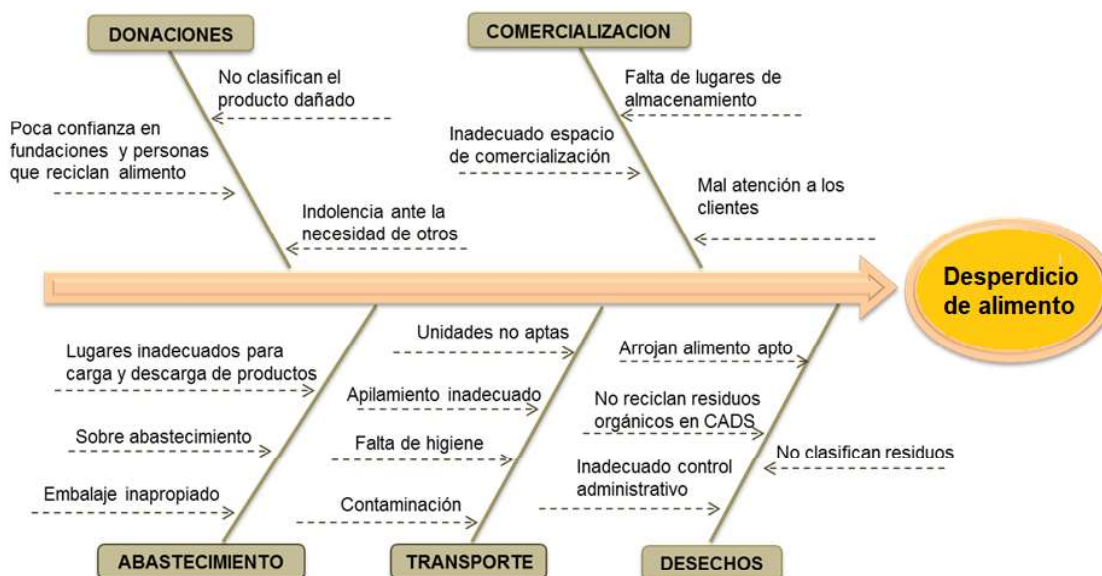 DONACIONES
COMERCIALIZACION
No clasifican el
producto dañado
Poca confianza en
fundaciones y personas
que reciclan alimento
Indolencia ante la
necesidad de otros
Falta de lugares de
almacenamiento
Inadecuado espacio
de comercialización
Mal atención a los
clientes
Desperdicio
de alimento
Lugares inadecuados para
carga y descarga de productos
Sobre abastecimiento
Embalaje inapropiado
Unidades no aptas
Apilamiento inadecuado
Falta de higiene
Contaminación
Arrojan alimento apto
No reciclan residuos
orgánicos en CADS
No clasifican residuos
Inadecuado control
administrativo
ABASTECIMIENTO
TRANSPORTE
DESECHOS